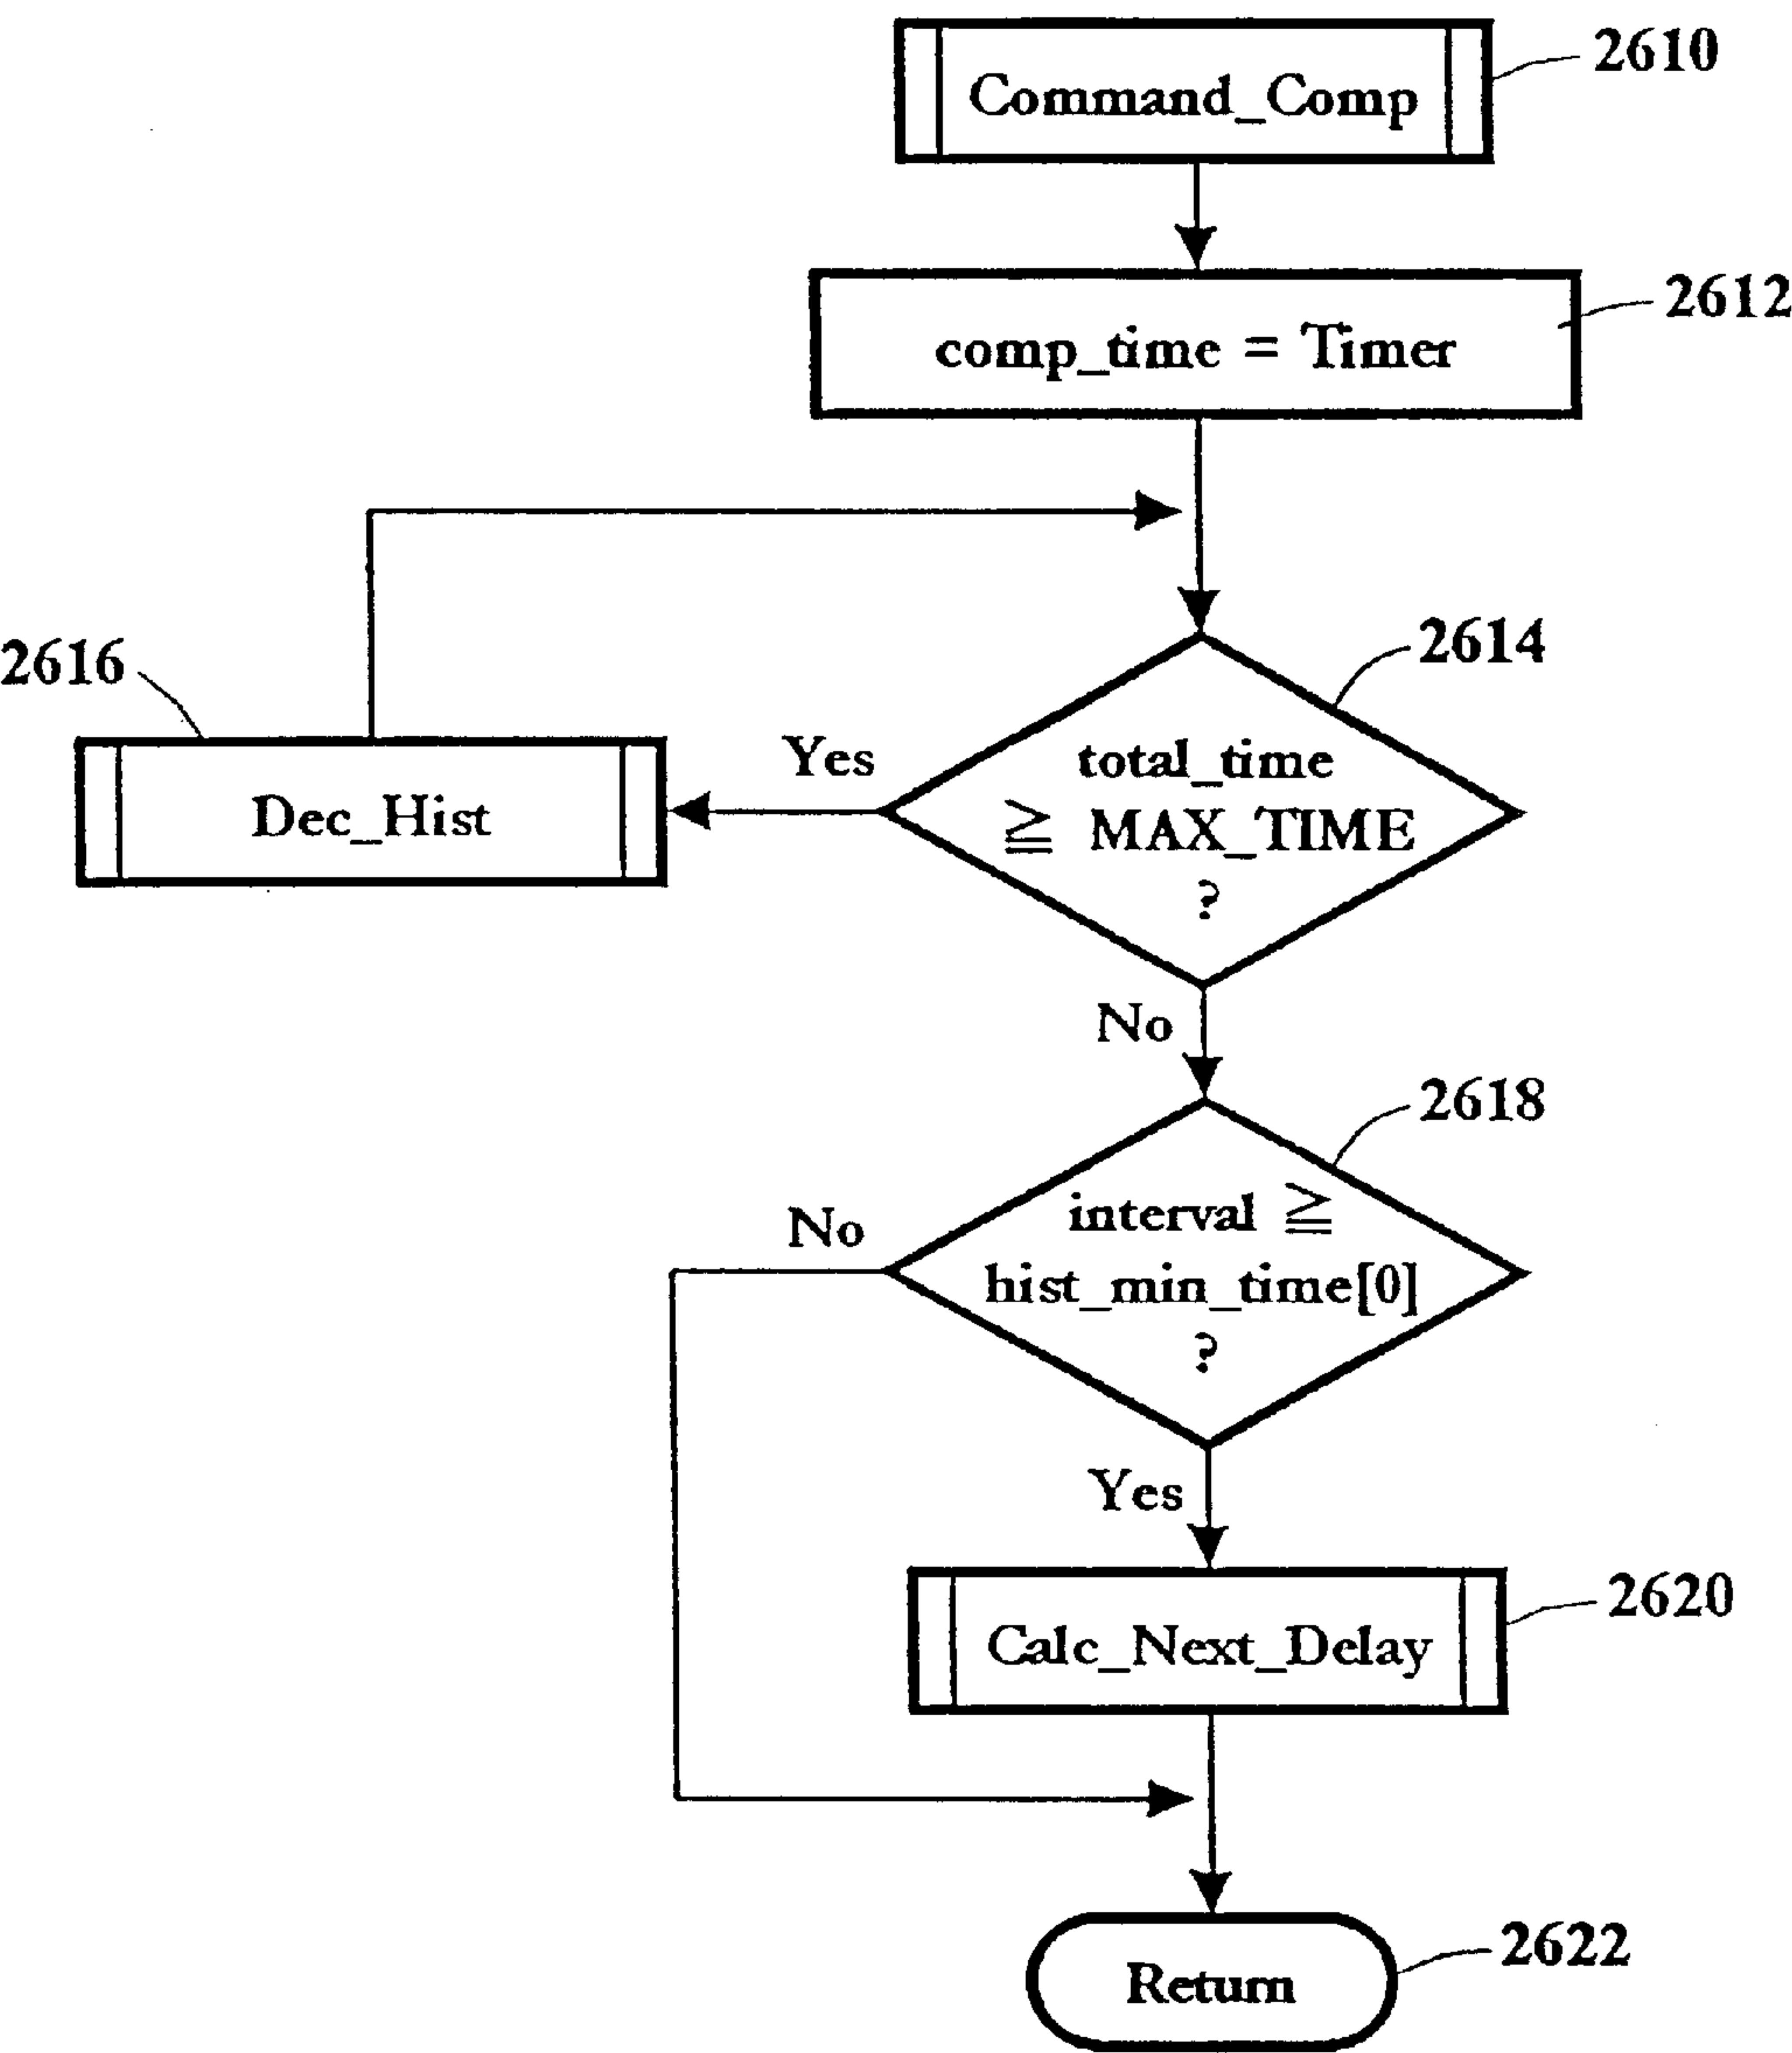 2610
Command_Comp
2612
comp_time = Timer
2614
2616
Yes
total_time
≧ MAX_TIME
?
Dec_Hist
No
2618
No
interval ≧
hist_min_time[0]
?
Yes
2620
Calc_Next_Delay
2622
Return